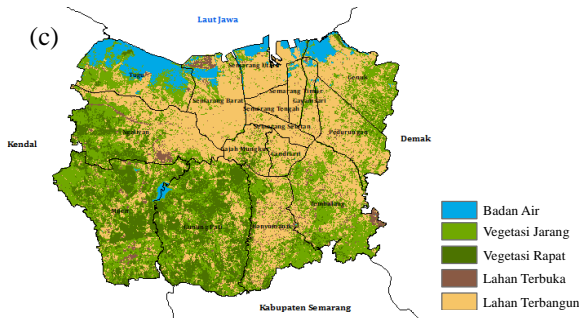 Laut Jawa
(c)
Tugu
Semarang Utara
Genuk
Semarang Timur
Semarang Barat
Gayamsari
Semarang Tengah
Semarang Selatan
Ngaliyan
Pedurungan
Demak
Kendal
Gajah Mungkur
Candisari
Mijen
Gunung Pati
Banyumanik
Tembalang
Badan Air
Vegetasi Jarang
Vegetasi Rapat
Lahan Terbuka
Lahan Terbangun
Kabupaten Semarang